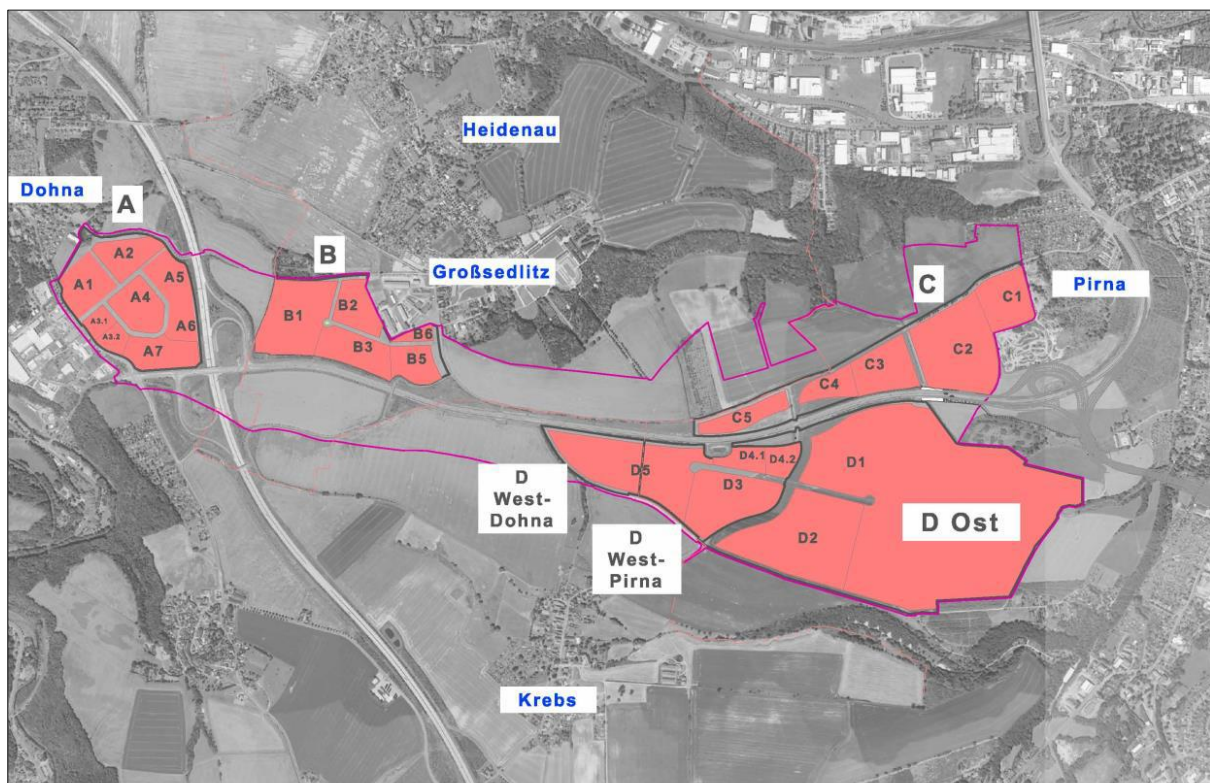 Heidenau
Dohna
A
A2
A5
A1
A4
A3.1
A3.2
A6
A7
B
B1
B2
B3
B6
B5
Großsedlitz
C
Pirna
C1
C2
C3
C4
C5
D5
D4.1
D4.2
D3
D1
D2
D Ost
D
West-
Dohna
D
West-
Pirna
Krebs